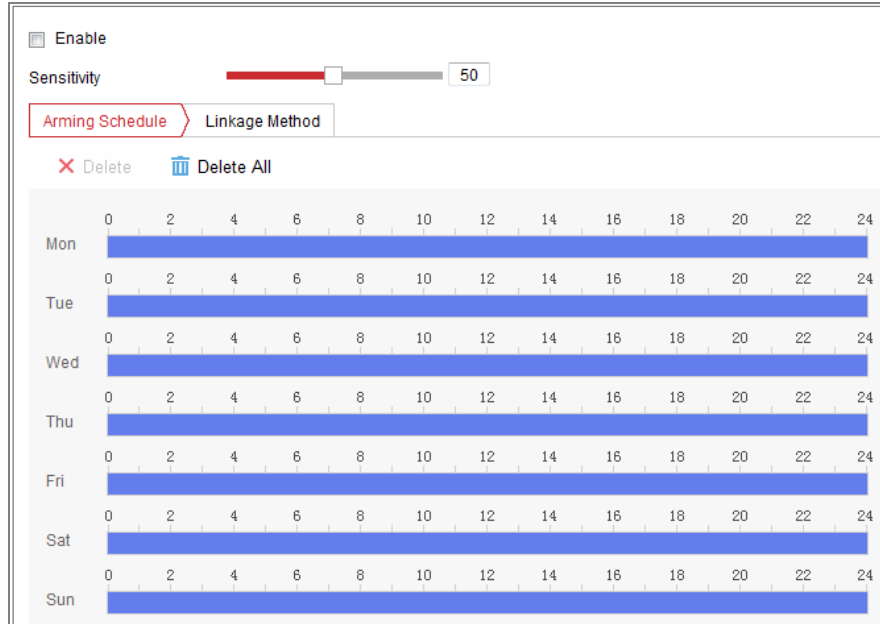 Enable
Sensitivity 50
Arming Schedule Linkage Method
Delete Delete All
0 2 4 6 8 10 12 14 16 18 20 22 24
Mon
0 2 4 6 8 10 12 14 16 18 20 22 24
Tue
0 2 4 6 8 10 12 14 16 18 20 22 24
Wed
0 2 4 6 8 10 12 14 16 18 20 22 24
Thu
0 2 4 6 8 10 12 14 16 18 20 22 24
Fri
0 2 4 6 8 10 12 14 16 18 20 22 24
Sat
0 2 4 6 8 10 12 14 16 18 20 22 24
Sun